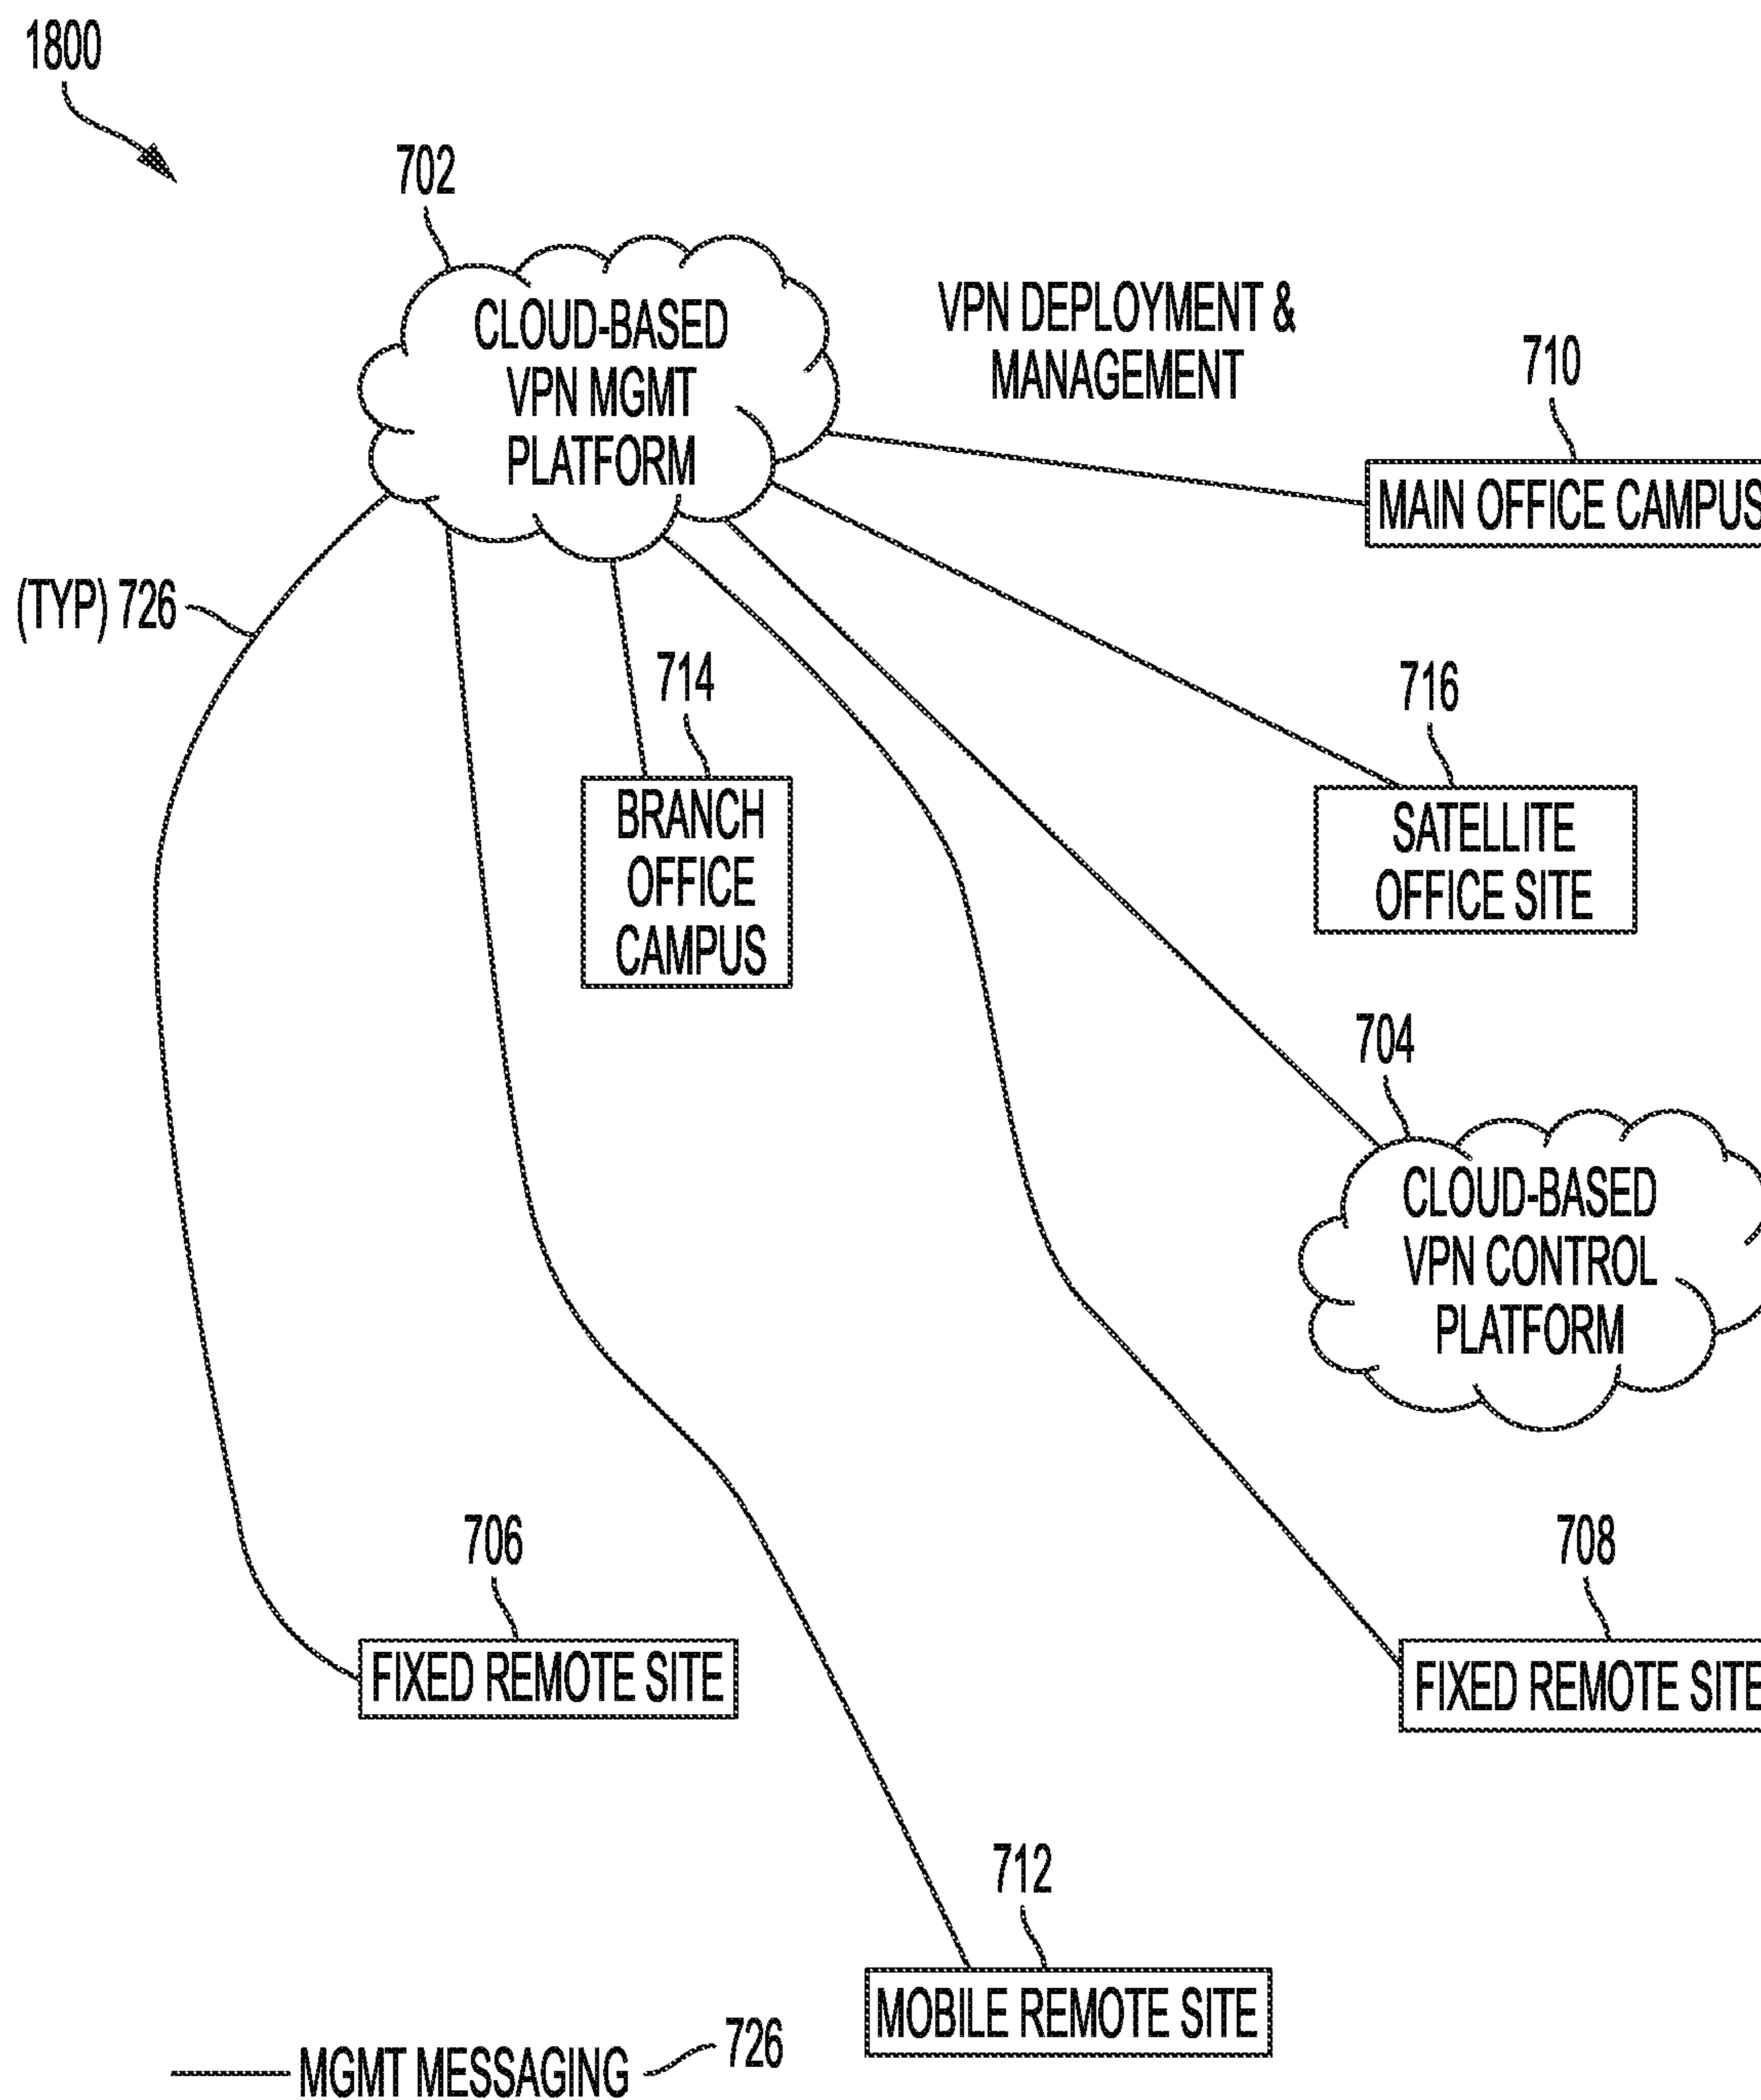 1800
702
CLOUD-BASED
VPN MGMT
PLATFORM
VPN DEPLOYMENT &
MANAGEMENT
710
MAIN OFFICE CAMPUS
(TYP) 726
714
BRANCH
OFFICE
CAMPUS
716
SATELLITE
OFFICE SITE
704
CLOUD-BASED
VPN CONTROL
PLATFORM
706
FIXED REMOTE SITE
708
FIXED REMOTE SITE
712
MOBILE REMOTE SITE
MGMT MESSAGING 726